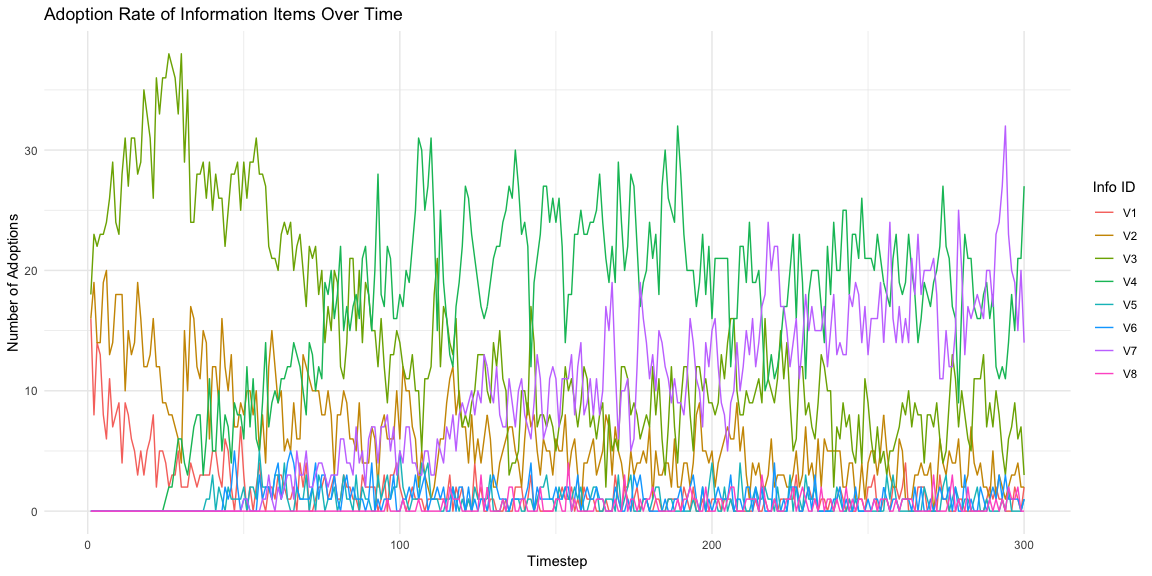 Adoption Rate of Information Items Over Time
Number of Adoptions
30
20
10
0
0
100
200
300
Timestep
Info ID
V1
V2
V3
V4
V5
V6
V7
V8